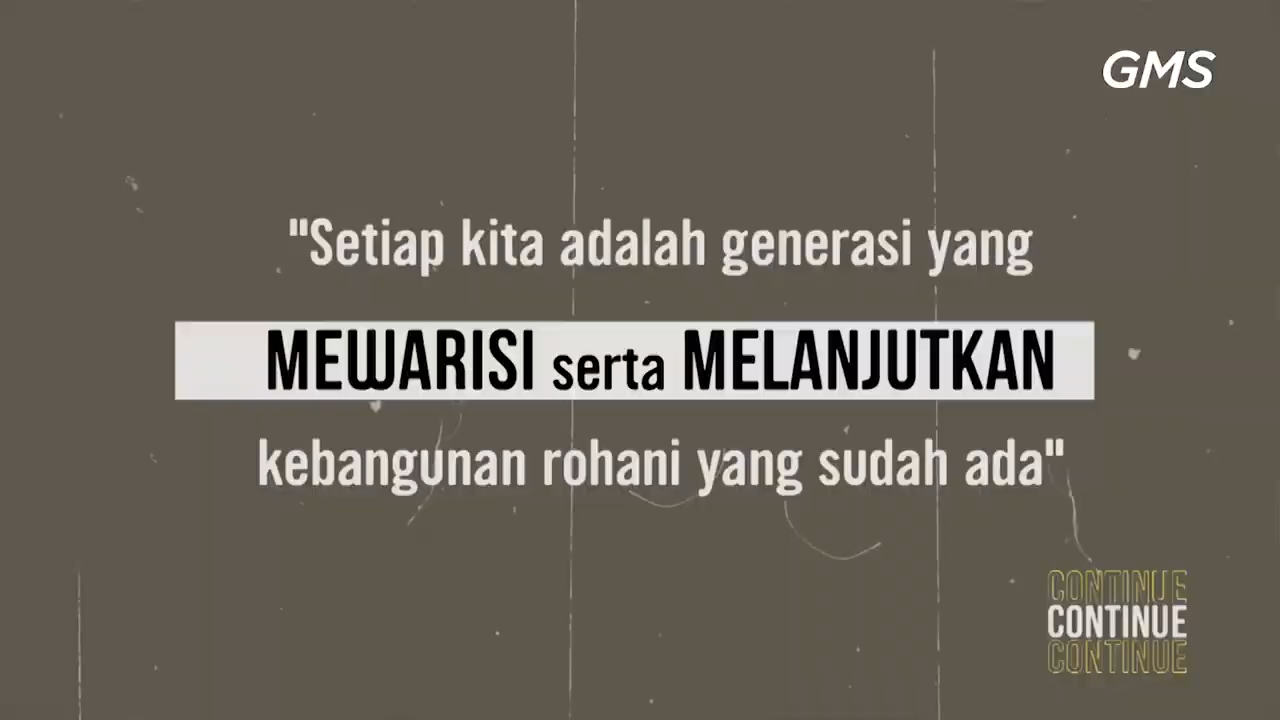 GMS
"Setiap kita adalah generasi yang
MEWARISI serta MELANJUTKAN
kebangunan rohani yang sudah ada"
CONTINUE
CONTINUE
CONTINUE